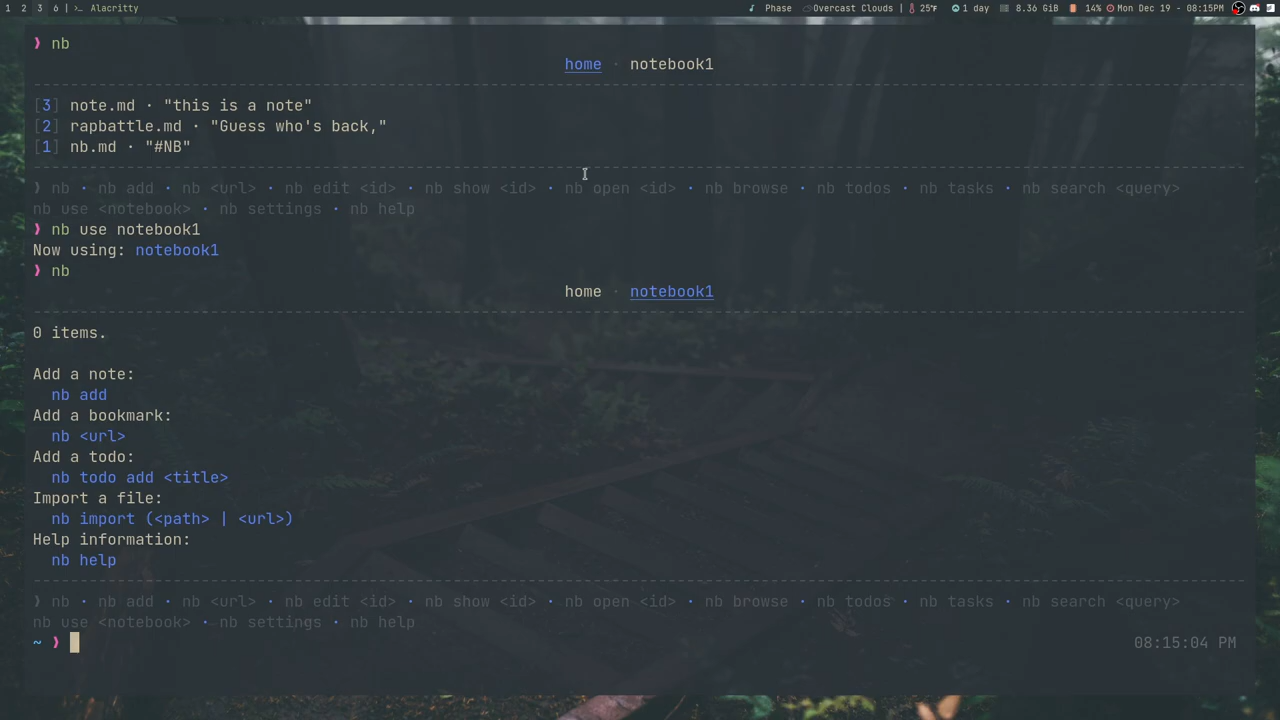 1 2 3 6 | >_ Alacritty Phase Overcast Clouds | 25°F 1 day 8.36 GiB 14% Mon Dec 19 - 08:15PM
❱ nb
home · notebook1
[3] note.md · "this is a note"
[2] rapbattle.md · "Guess who's back,"
[1] nb.md · "#NB"
❯ nb · nb add · nb <url> · nb edit <id> · nb show <id> · nb open <id> · nb browse · nb todos · nb tasks · nb search <query>
nb use <notebook> · nb settings · nb help
❱ nb use notebook1
Now using: notebook1
❱ nb
home · notebook1
0 items.
Add a note:
nb add
Add a bookmark:
nb <url>
Add a todo:
nb todo add <title>
Import a file:
nb import (<path> | <url>)
Help information:
nb help
❯ nb · nb add · nb <url> · nb edit <id> · nb show <id> · nb open <id> · nb browse · nb todos · nb tasks · nb search <query>
nb use <notebook> · nb settings · nb help
~ ❱ 08:15:04 PM